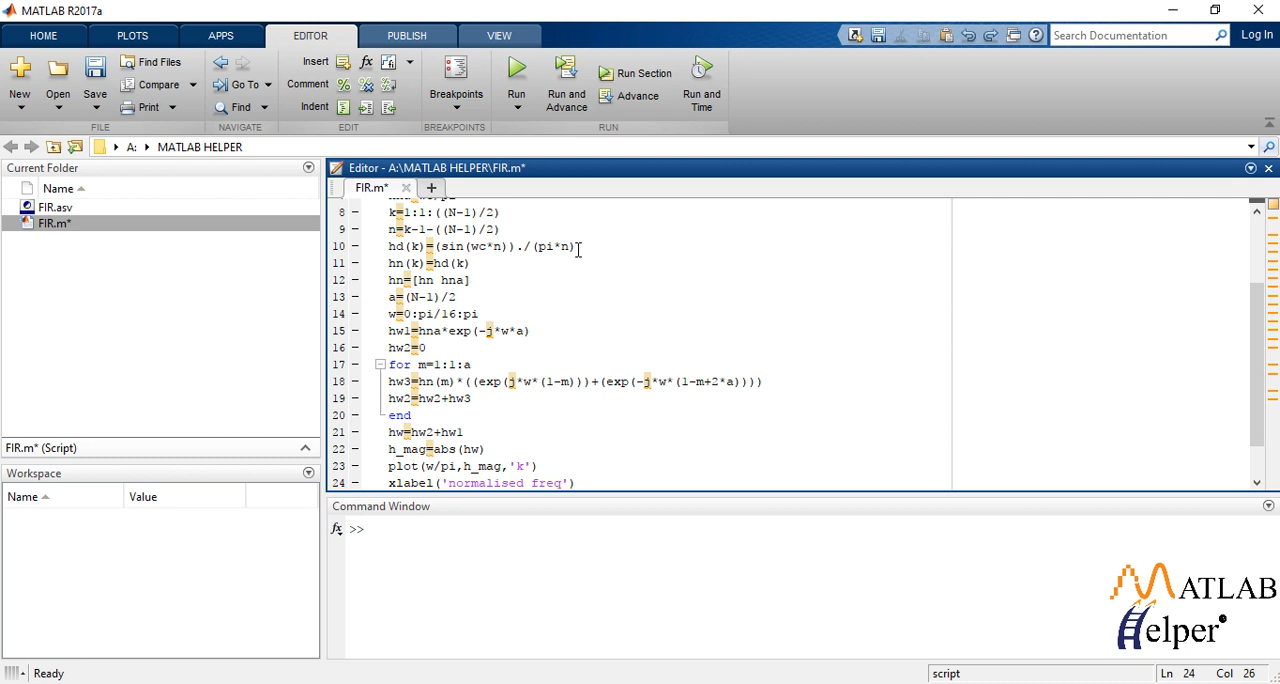 MATLAB R2017a
HOME PLOTS APPS EDITOR PUBLISH VIEW Search Documentation Log In
New Open Save Find Files Compare Print Go To Find Insert fx Comment Indent Breakpoints Run Run and Advance Run Section Advance Run and Time
FILE NAVIGATE EDIT BREAKPOINTS RUN
A: MATLAB HELPER
Current Folder
Editor - A:\MATLAB HELPER\FIR.m*
Name
FIR.m*
FIR.asv
FIR.m*
8 - k=1:1:((N-1)/2)
9 - n=k-1-((N-1)/2)
10 - hd(k)=(sin(wc*n))./(pi*n)
11 - hn(k)=hd(k)
12 - hn=[hn hna]
13 - a=(N-1)/2
14 - w=0:pi/16:pi
15 - hw1=hna*exp(-j*w*a)
16 - hw2=0
17 - for m=1:1:a
18 - hw3=hn(m)*((exp(j*w*(1-m)))+(exp(-j*w*(1-m+2*a))))
19 - hw2=hw2+hw3
20 - end
21 - hw=hw2+hw1
22 - h_mag=abs(hw)
23 - plot(w/pi,h_mag,'k')
24 - xlabel('normalised freq')
FIR.m* (Script)
Workspace
Name Value
Command Window
fx >>
MATLAB
Helper®
Ready
script
Ln 24 Col 26